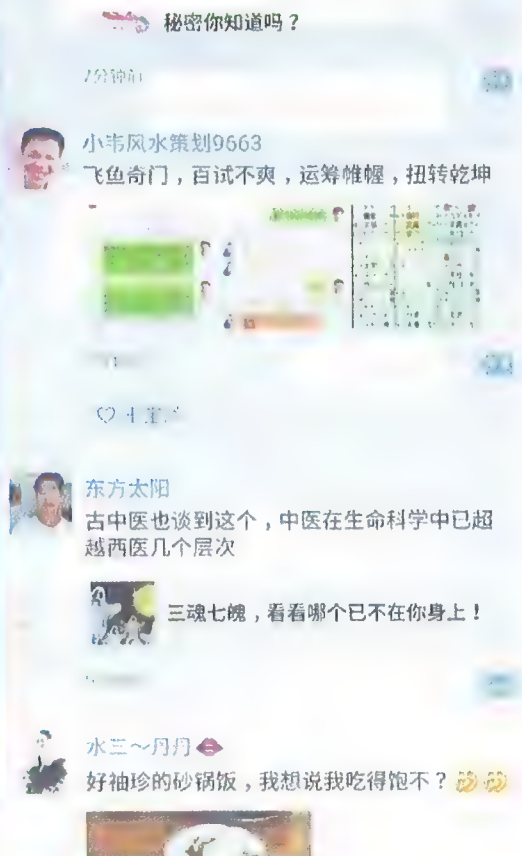 秘密你知道吗？
7分钟前
小韦风水策划9663
飞鱼奇门，百试不爽，运筹帷幄，扭转乾坤
东方太阳
古中医也谈到这个，中医在生命科学中已超
越西医几个层次
三魂七魄，看看哪个已不在你身上！
水三～丹丹
好袖珍的砂锅饭，我想说我吃得饱不？